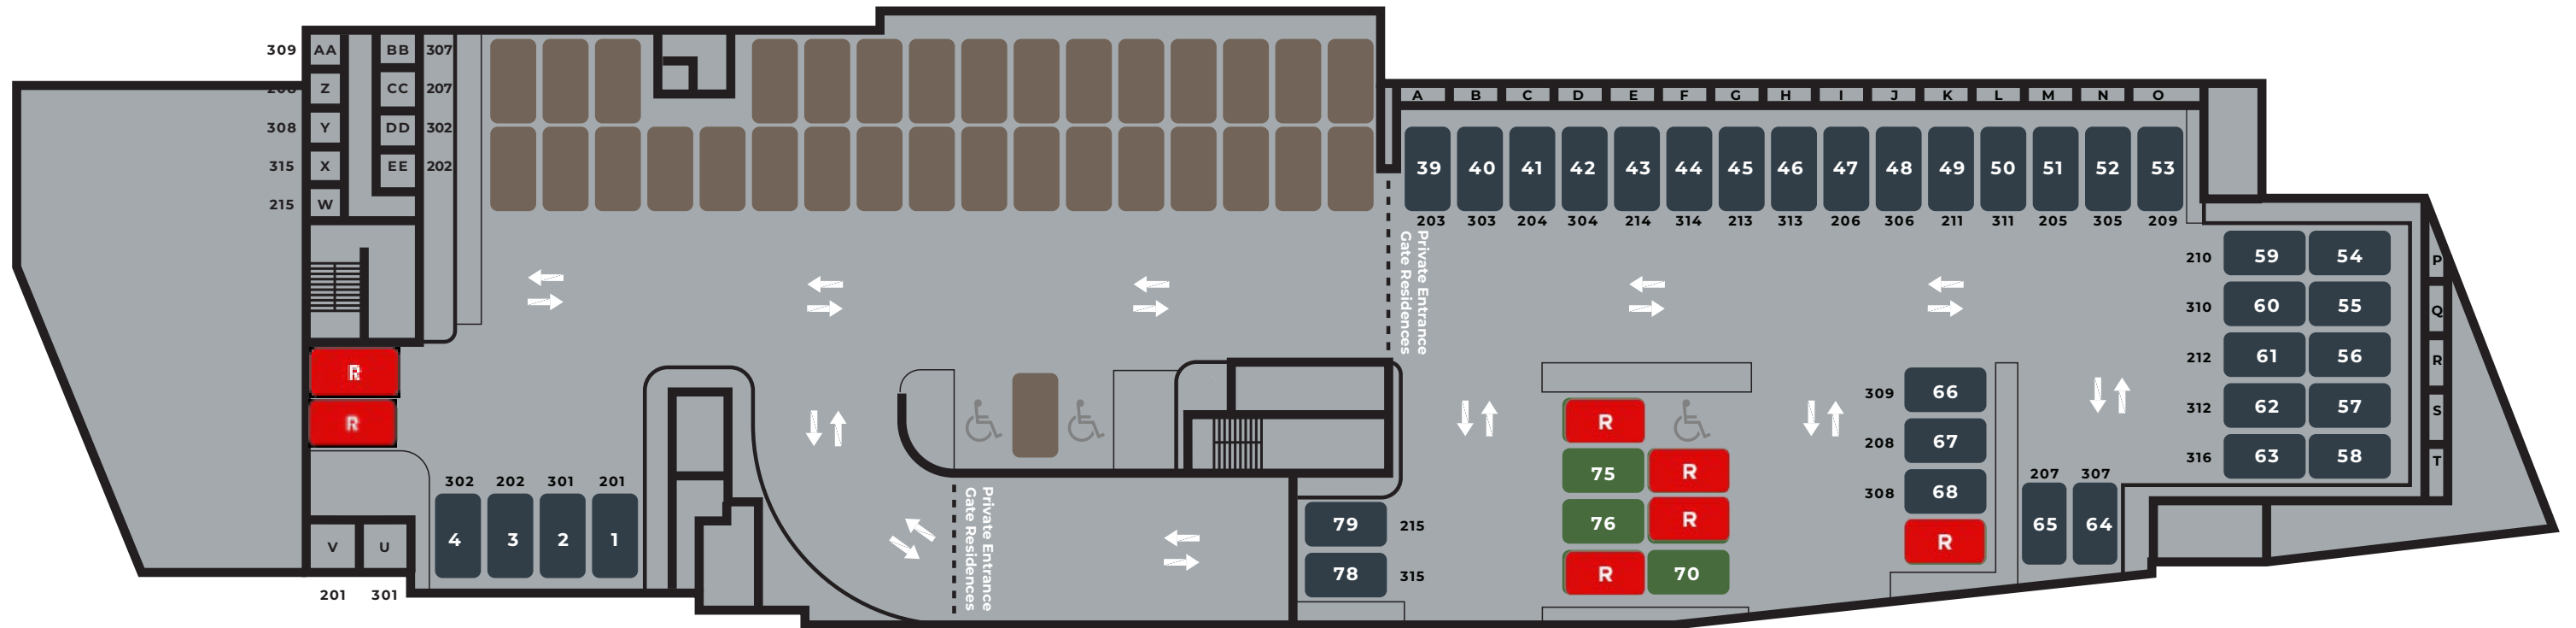 309 AA BB 307
208 Z CC 207
308 Y DD 302
315 X EE 202
215 W
A B C D E F G H I J K L M N O
39 40 41 42 43 44 45 46 47 48 49 50 51 52 53
203 303 204 304 214 314 213 313 206 306 211 311 205 305 209
Private Entrance
Gate Residences
210 59 54 P
310 60 55 Q
212 61 56 R
312 62 57 S
316 63 58 T
R
R
302 202 301 201
4 3 2 1
V U
201 301
Private Entrance
Gate Residences
79 215
78 315
R
75 R
76 R
R 70
309 66
208 67
308 68
R
207 307
65 64